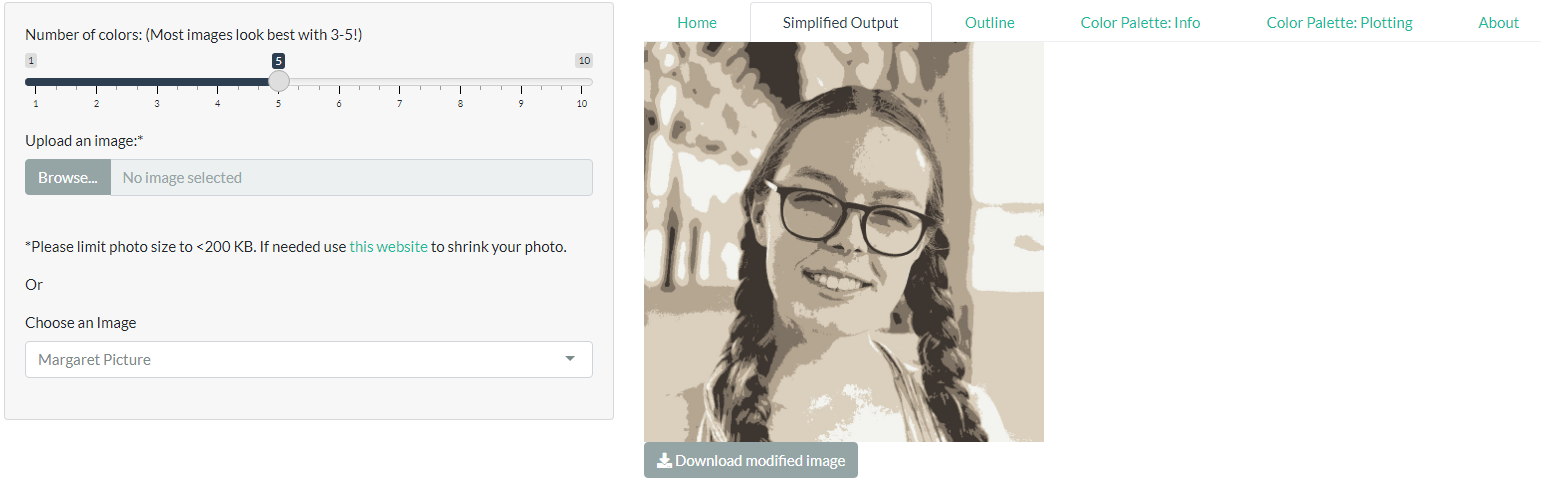 Number of colors: (Most images look best with 3-5!)
1 5 10
1 2 3 4 5 6 7 8 9 10
Upload an image:*
Browse... No image selected
*Please limit photo size to <200 KB. If needed use this website to shrink your photo.
Or
Choose an Image
Margaret Picture
Home Simplified Output Outline Color Palette: Info Color Palette: Plotting About
Download modified image